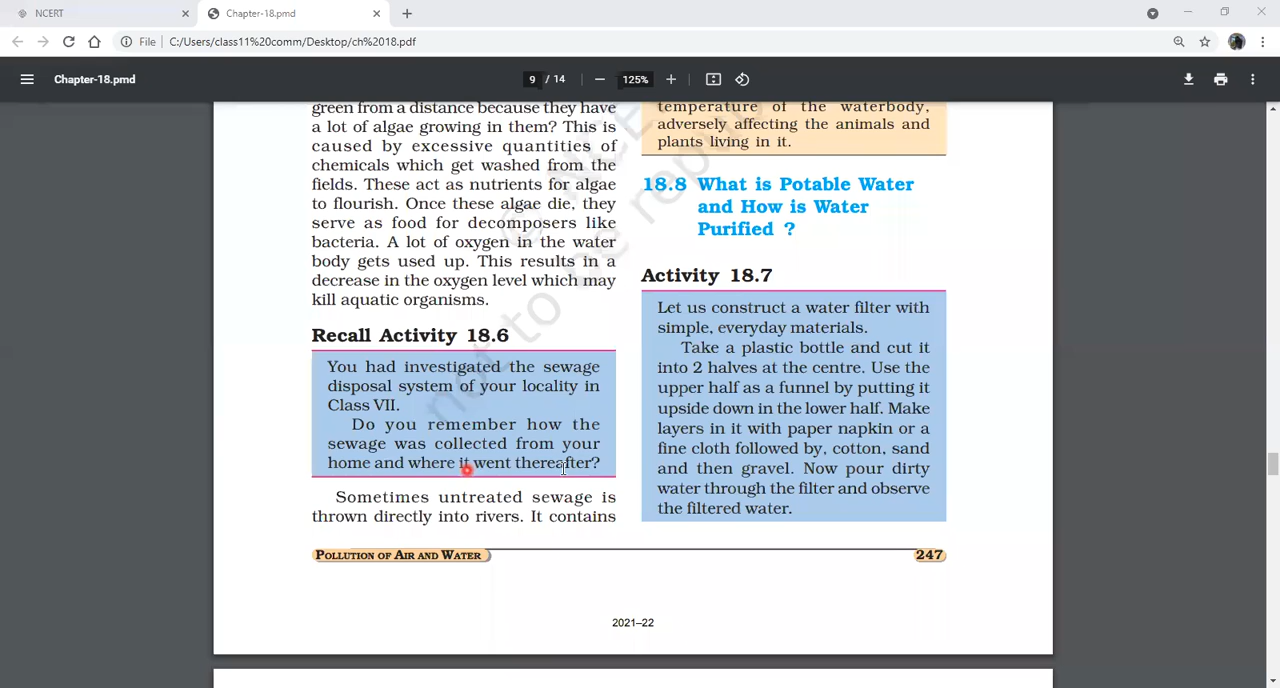 NCERT
Chapter-18.pmd
File
C:/Users/class11%20comm/Desktop/ch%2018.pdf
Chapter-18.pmd
9 / 14
125%
green from a distance because they have
a lot of algae growing in them? This is
caused by excessive quantities of
chemicals which get washed from the
fields. These act as nutrients for algae
to flourish. Once these algae die, they
serve as food for decomposers like
bacteria. A lot of oxygen in the water
body gets used up. This results in a
decrease in the oxygen level which may
kill aquatic organisms.
Recall Activity 18.6
You had investigated the sewage
disposal system of your locality in
Class VII.
Do you remember how the
sewage was collected from your
home and where it went thereafter?
Sometimes untreated sewage is
thrown directly into rivers. It contains
temperature of the waterbody,
adversely affecting the animals and
plants living in it.
18.8 What is Potable Water
and How is Water
Purified ?
Activity 18.7
Let us construct a water filter with
simple, everyday materials.
Take a plastic bottle and cut it
into 2 halves at the centre. Use the
upper half as a funnel by putting it
upside down in the lower half. Make
layers in it with paper napkin or a
fine cloth followed by, cotton, sand
and then gravel. Now pour dirty
water through the filter and observe
the filtered water.
POLLUTION OF AIR AND WATER
247
2021–22
not to be repu
© NCE